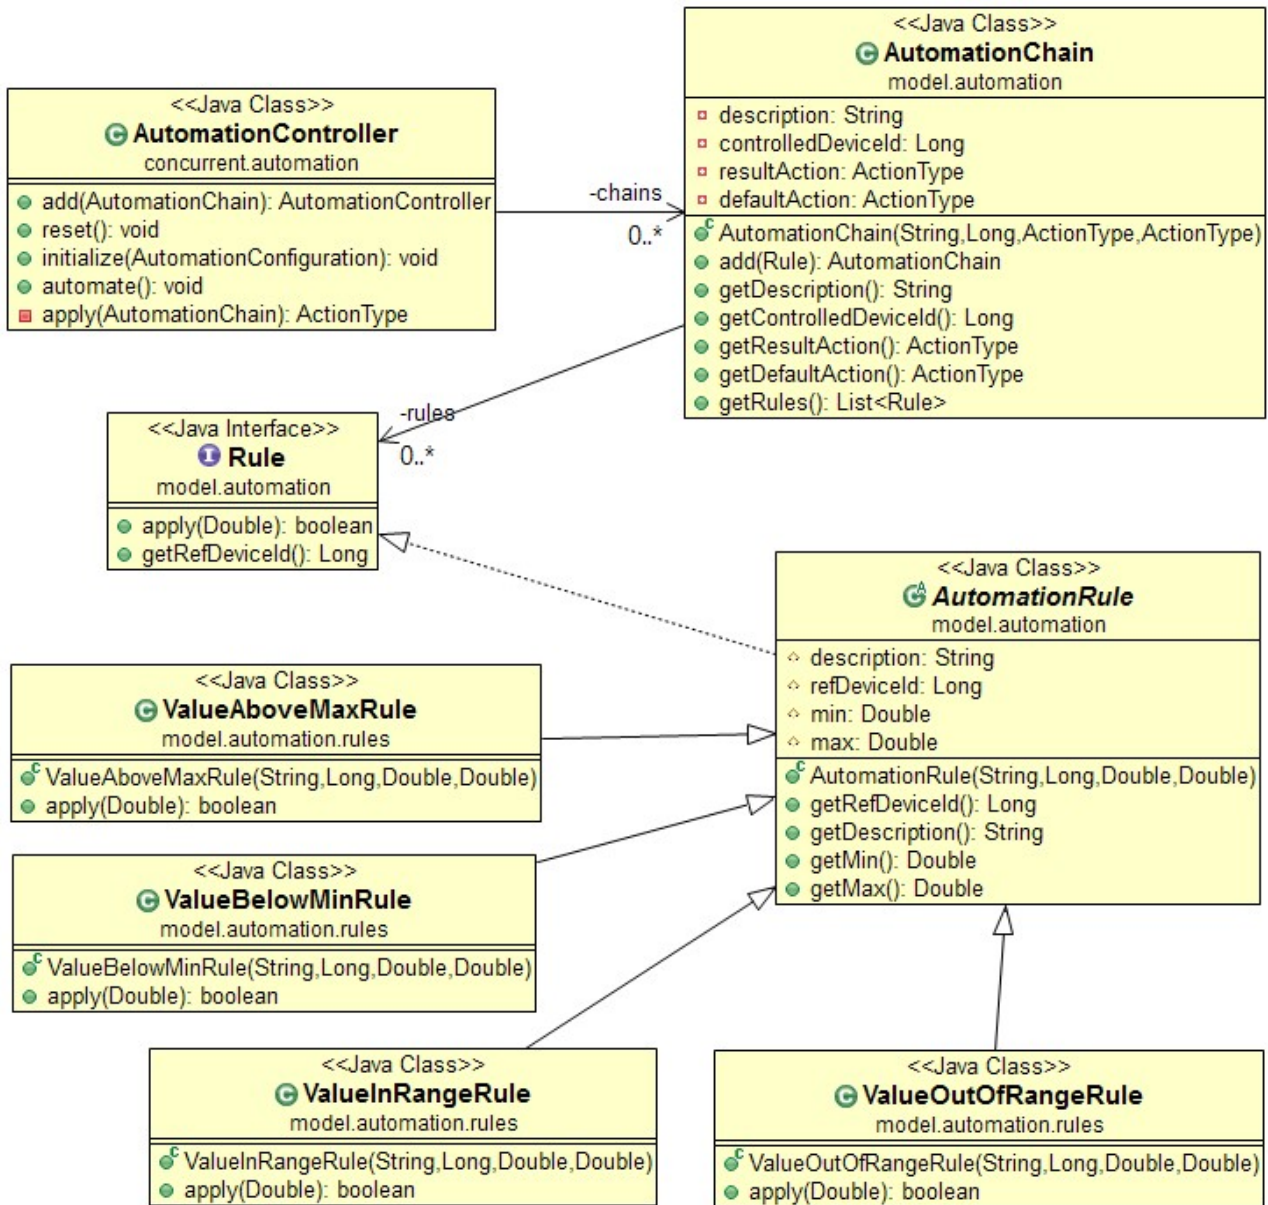 <<Java Class>>
AutomationChain
model.automation
description: String
controlledDeviceId: Long
resultAction: ActionType
defaultAction: ActionType
AutomationChain(String,Long,ActionType,ActionType)
add(Rule): AutomationChain
getDescription(): String
getControlledDeviceId(): Long
getResultAction(): ActionType
getDefaultAction(): ActionType
getRules(): List<Rule>
<<Java Class>>
AutomationController
concurrent.automation
add(AutomationChain): AutomationController
reset(): void
initialize(AutomationConfiguration): void
automate(): void
apply(AutomationChain): ActionType
-chains
0..*
-rules
0..*
<<Java Interface>>
Rule
model.automation
apply(Double): boolean
getRefDeviceId(): Long
<<Java Class>>
AutomationRule
model.automation
description: String
refDeviceId: Long
min: Double
max: Double
AutomationRule(String,Long,Double,Double)
getRefDeviceId(): Long
getDescription(): String
getMin(): Double
getMax(): Double
<<Java Class>>
ValueAboveMaxRule
model.automation.rules
ValueAboveMaxRule(String,Long,Double,Double)
apply(Double): boolean
<<Java Class>>
ValueBelowMinRule
model.automation.rules
ValueBelowMinRule(String,Long,Double,Double)
apply(Double): boolean
<<Java Class>>
ValueInRangeRule
model.automation.rules
ValueInRangeRule(String,Long,Double,Double)
apply(Double): boolean
<<Java Class>>
ValueOutOfRangeRule
model.automation.rules
ValueOutOfRangeRule(String,Long,Double,Double)
apply(Double): boolean